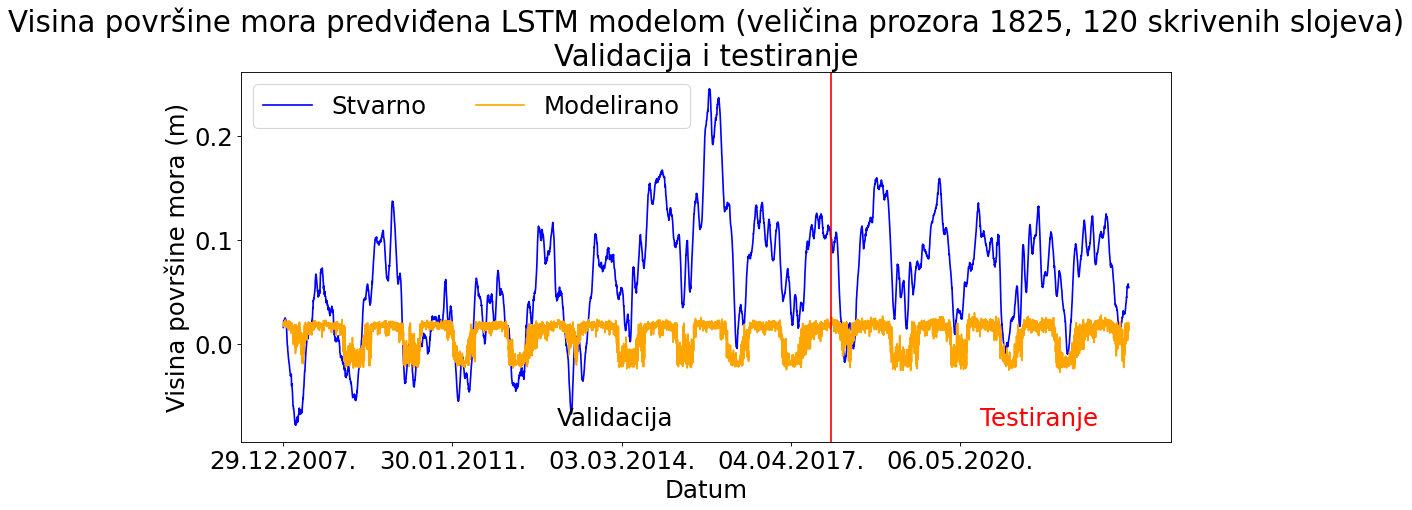 Visina površine mora predviđena LSTM modelom (veličina prozora 1825, 120 skrivenih slojeva)
Validacija i testiranje
Stvarno
Modelirano
Visina površine mora (m)
0.2
0.1
0.0
Validacija
Testiranje
29.12.2007.
30.01.2011.
03.03.2014.
04.04.2017.
06.05.2020.
Datum